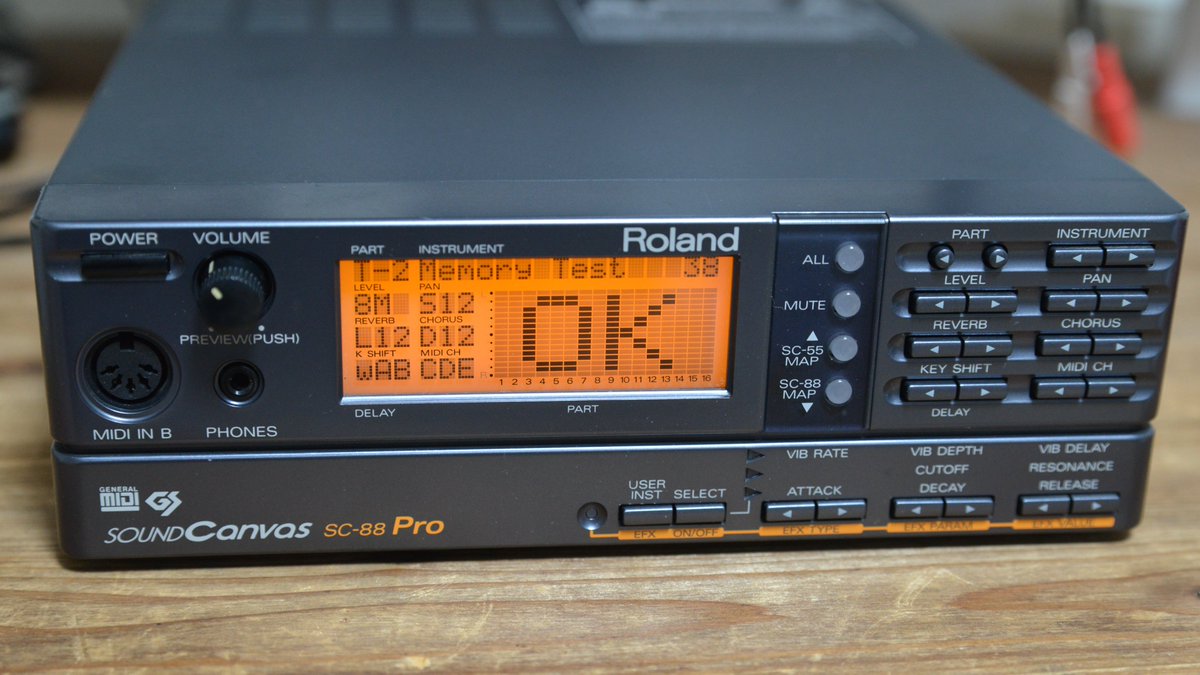 POWER
VOLUME
PREVIEW(PUSH)
MIDI IN B
PHONES
PART INSTRUMENT
Roland
T-2 Memory Test 38
LEVEL PAN
8M S12
REVERB CHORUS
L12 D12
K SHIFT MIDI CH
wAB CDE
OK
1 2 3 4 5 6 7 8 9 10 11 12 13 14 15 16
DELAY
PART
ALL
MUTE
SC-55
MAP
SC-88
MAP
PART INSTRUMENT
LEVEL PAN
REVERB CHORUS
KEY SHIFT MIDI CH
DELAY
GENERAL
MIDI GS
SOUND Canvas SC-88 Pro
USER
INST SELECT
EFX ON/OFF
VIB RATE VIB DEPTH VIB DELAY
CUTOFF RESONANCE
ATTACK DECAY RELEASE
EFX TYPE EFX PARAM EFX VALUE